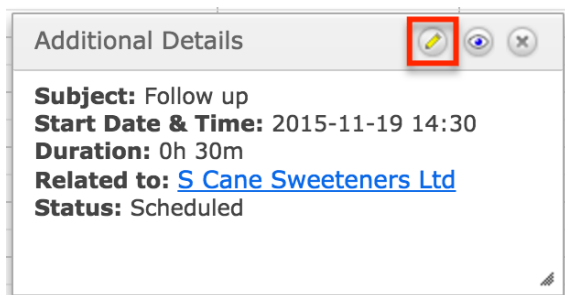 Additional Details
Subject: Follow up
Start Date & Time: 2015-11-19 14:30
Duration: 0h 30m
Related to: S Cane Sweeteners Ltd
Status: Scheduled